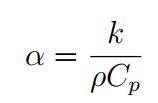 α = k / ρC_p